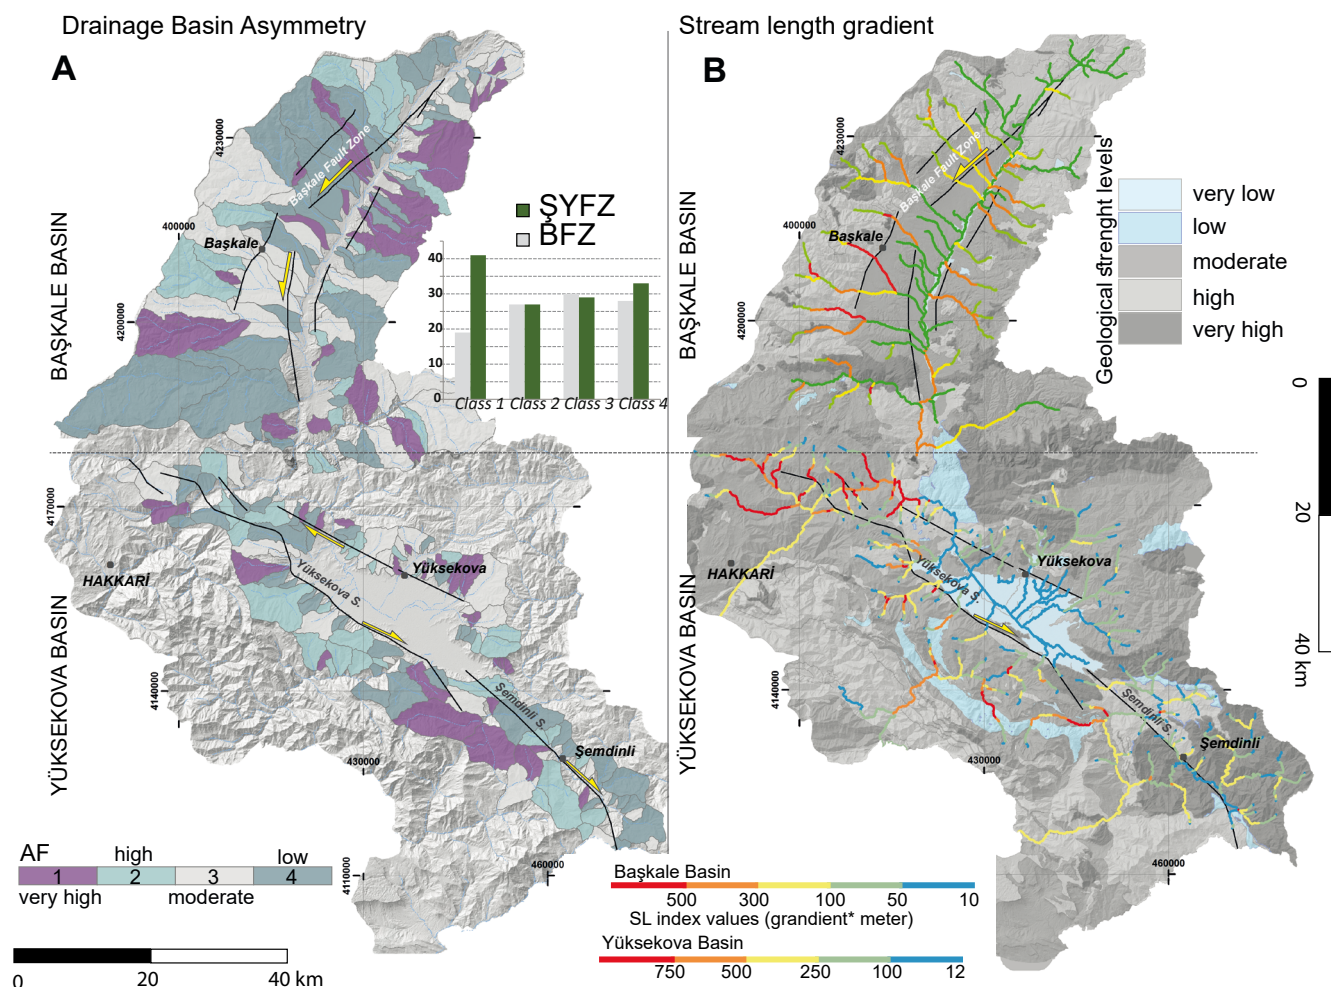 Drainage Basin Asymmetry
Stream length gradient
A
B
4230000
4230000
Başkale Fault Zone
Başkale Fault Zone
Geological strenght levels
very low
low
moderate
high
very high
ŞYFZ
BFZ
400000
400000
Başkale
Başkale
BAŞKALE BASIN
BAŞKALE BASIN
40
30
20
10
0
Class 1
Class 2
Class 3
Class 4
4200000
4200000
0
20
40 km
4170000
HAKKARİ
HAKKARİ
Yüksekova
Yüksekova
Yüksekova S.
Yüksekova S.
YÜKSEKOVA BASIN
YÜKSEKOVA BASIN
4140000
4140000
Şemdinli S.
Şemdinli S.
Şemdinli
Şemdinli
430000
430000
460000
460000
4110000
AF
high
low
1
2
3
4
very high
moderate
0
20
40 km
Başkale Basin
500
300
100
50
10
SL index values (grandient* meter)
Yüksekova Basin
750
500
250
100
12